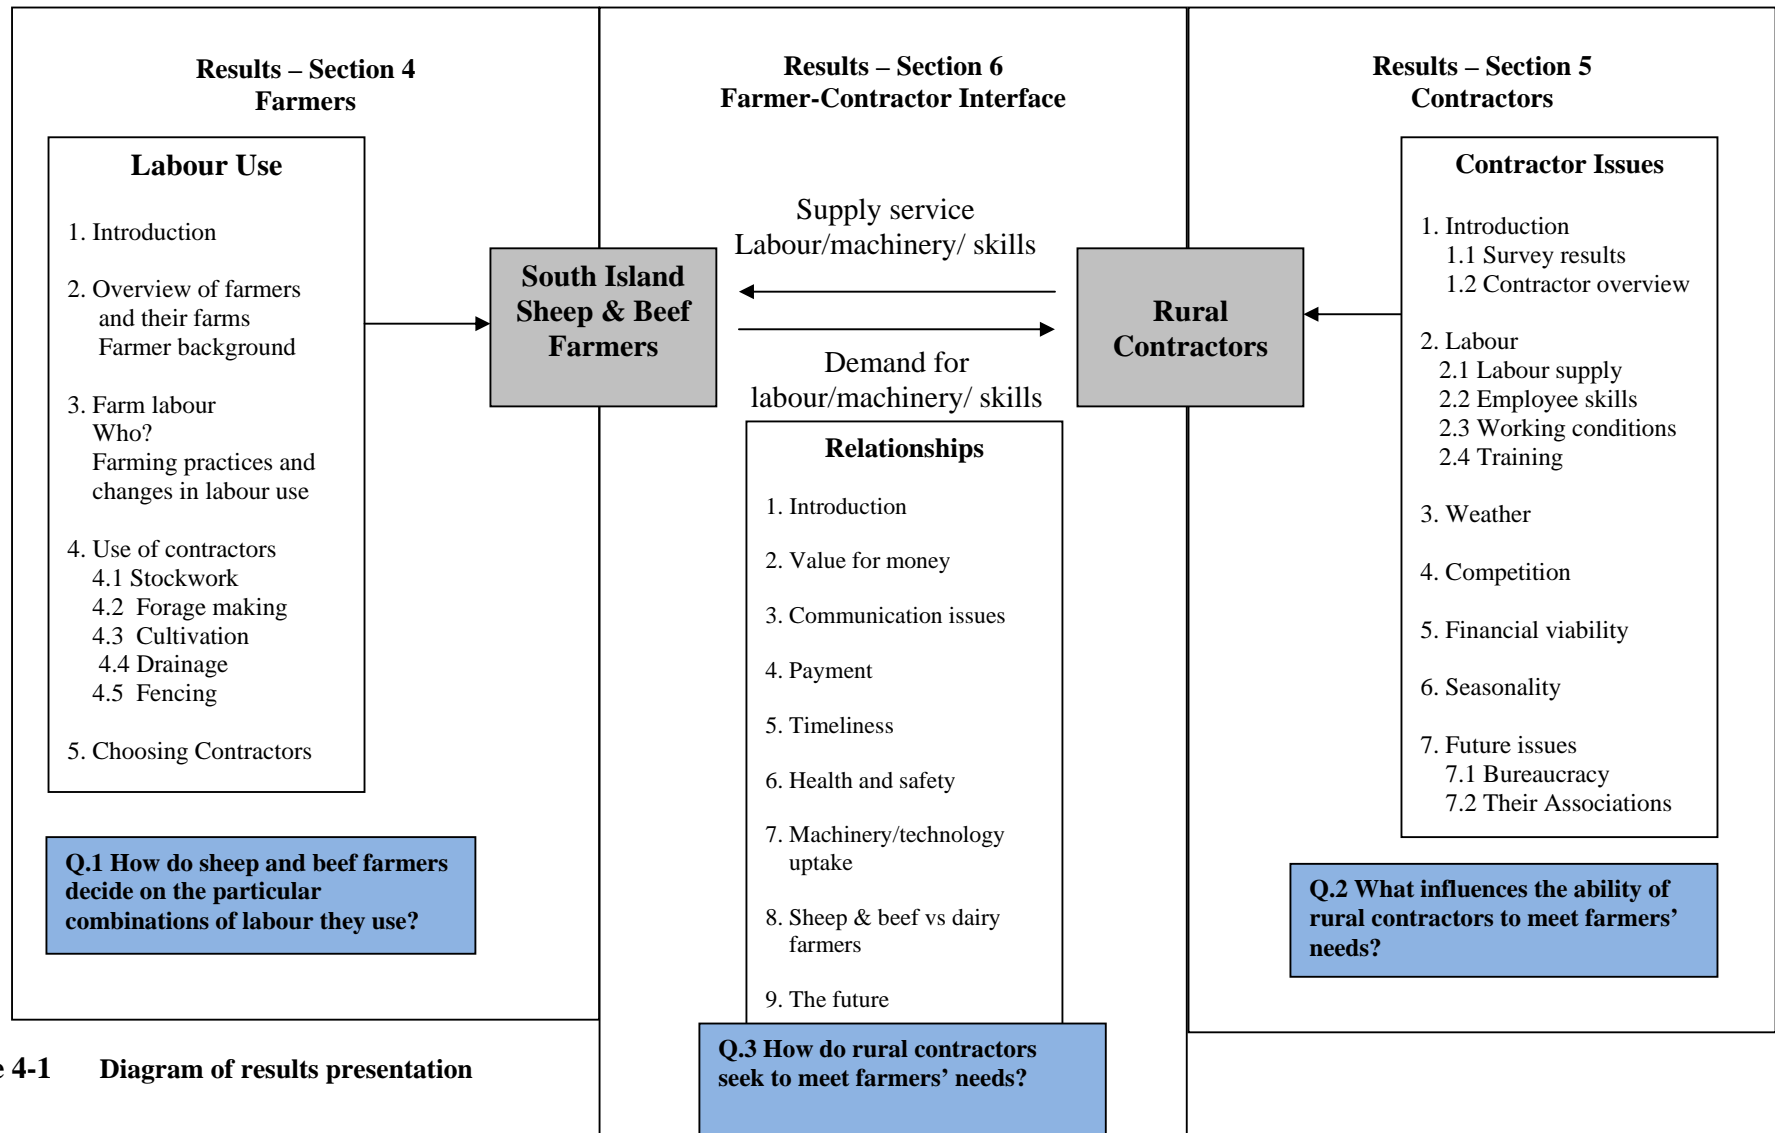 Results – Section 4
Farmers
Labour Use
1. Introduction
2. Overview of farmers
and their farms
Farmer background
3. Farm labour
Who?
Farming practices and
changes in labour use
4. Use of contractors
4.1 Stockwork
4.2 Forage making
4.3 Cultivation
4.4 Drainage
4.5 Fencing
5. Choosing Contractors
Q.1 How do sheep and beef farmers
decide on the particular
combinations of labour they use?
South Island
Sheep & Beef
Farmers
Results – Section 6
Farmer-Contractor Interface
Supply service
Labour/machinery/ skills
Demand for
labour/machinery/ skills
Relationships
1. Introduction
2. Value for money
3. Communication issues
4. Payment
5. Timeliness
6. Health and safety
7. Machinery/technology
uptake
8. Sheep & beef vs dairy
farmers
9. The future
Q.3 How do rural contractors
seek to meet farmers’ needs?
Rural
Contractors
Results – Section 5
Contractors
Contractor Issues
1. Introduction
1.1 Survey results
1.2 Contractor overview
2. Labour
2.1 Labour supply
2.2 Employee skills
2.3 Working conditions
2.4 Training
3. Weather
4. Competition
5. Financial viability
6. Seasonality
7. Future issues
7.1 Bureaucracy
7.2 Their Associations
Q.2 What influences the ability of
rural contractors to meet farmers’
needs?
e 4-1 Diagram of results presentation